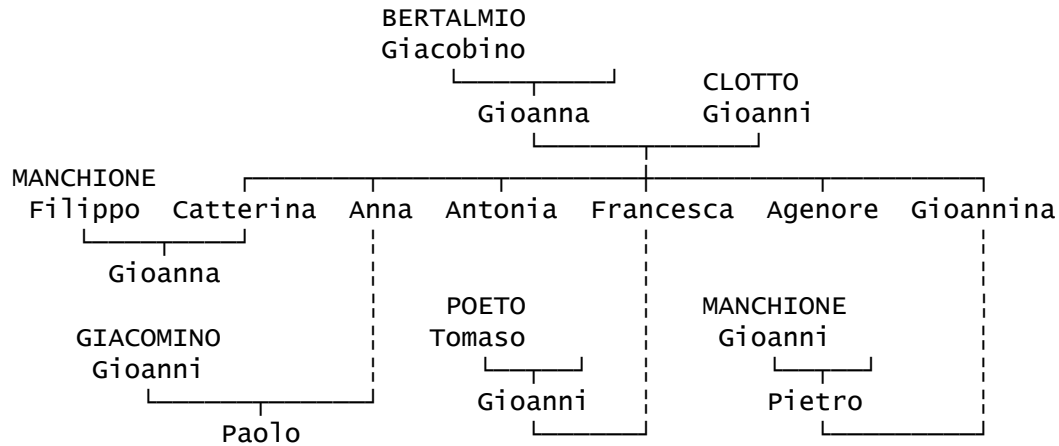 BERTALMIO
Giacobino
CLOTTO
Gioanna Gioanni
MANCHIONE
Filippo Catterina Anna Antonia Francesca Agenore Gioannina
Gioanna
POETO MANCHIONE
GIACOMINO Tomaso Gioanni
Gioanni
Gioanni Pietro
Paolo